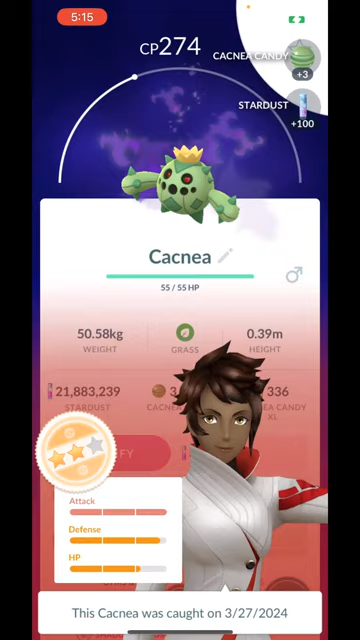 5:15
CP274
CACNEA CANDY
+3
STARDUST
+100
Cacnea
55 / 55 HP
50.58kg
GRASS
0.39m
WEIGHT
HEIGHT
21,883,239
336
STARDUST
XL
Attack
Defense
HP
This Cacnea was caught on 3/27/2024